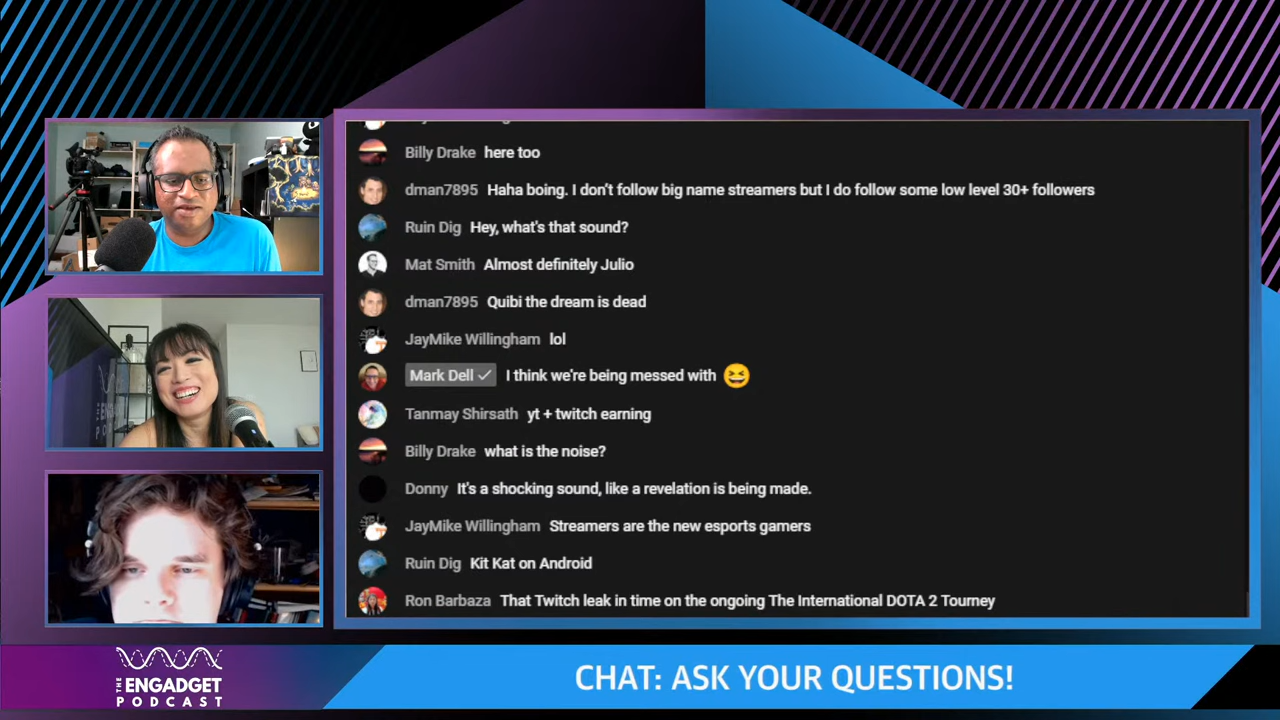 Billy Drake here too
dman7895 Haha boing. I don't follow big name streamers but I do follow some low level 30+ followers
Ruin Dig Hey, what's that sound?
Mat Smith Almost definitely Julio
dman7895 Quibi the dream is dead
JayMike Willingham lol
Mark Dell ✓ I think we're being messed with 😆
Tanmay Shirsath yt + twitch earning
Billy Drake what is the noise?
Donny It's a shocking sound, like a revelation is being made.
JayMike Willingham Streamers are the new esports gamers
Ruin Dig Kit Kat on Android
Ron Barbaza That Twitch leak in time on the ongoing The International DOTA 2 Tourney
THE ENGADGET
PODCAST
CHAT: ASK YOUR QUESTIONS!